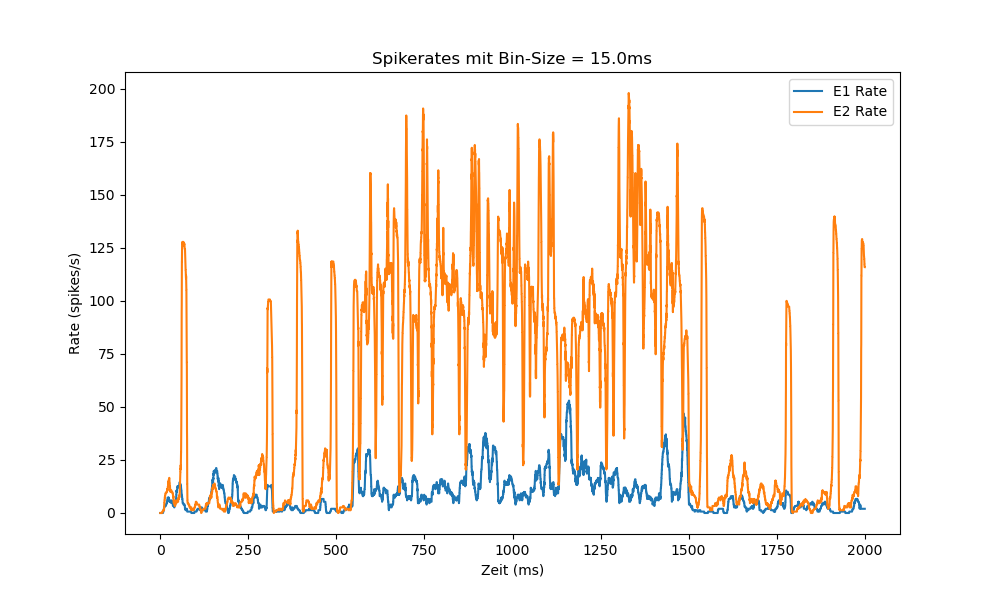 Spikerates mit Bin-Size = 15.0ms
E1 Rate
E2 Rate
200
175
150
125
100
75
50
25
0
Rate (spikes/s)
0 250 500 750 1000 1250 1500 1750 2000
Zeit (ms)